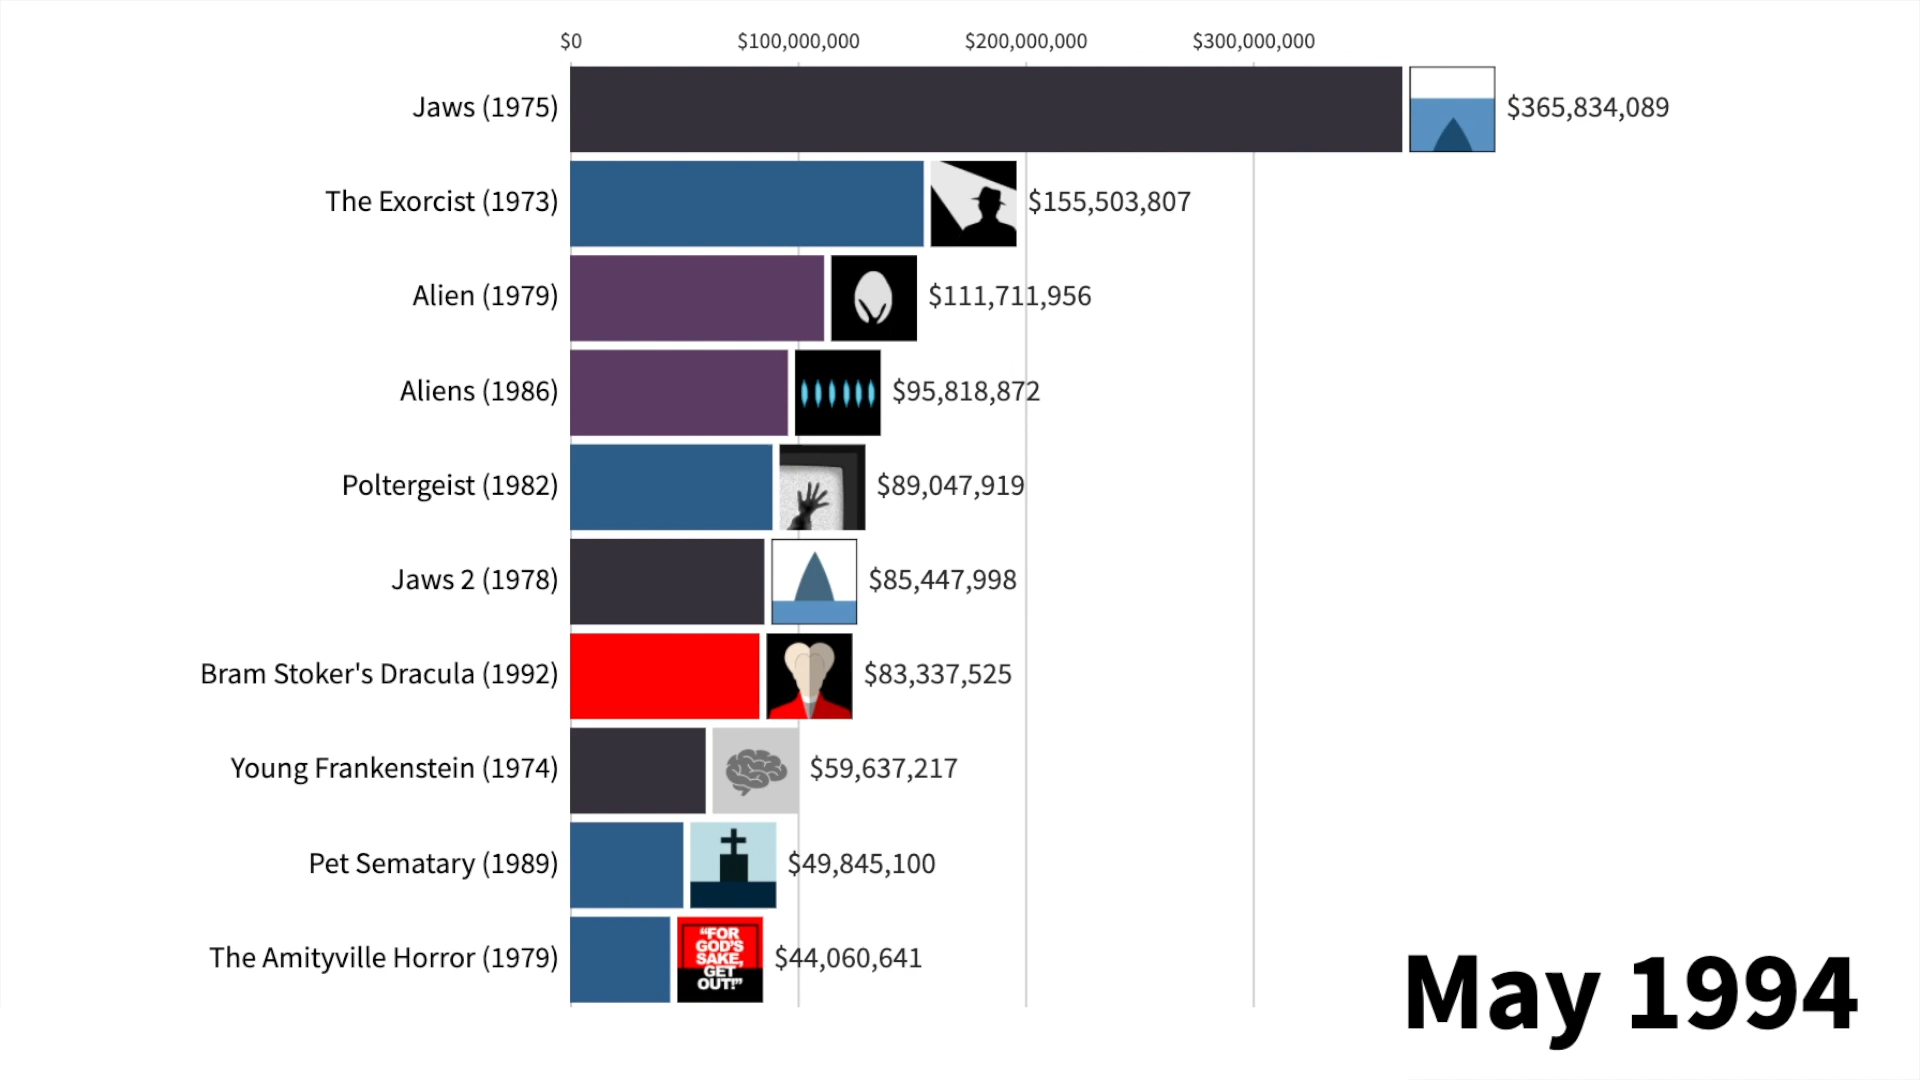 $0 $100,000,000 $200,000,000 $300,000,000
Jaws (1975) $365,834,089
The Exorcist (1973) $155,503,807
Alien (1979) $111,711,956
Aliens (1986) $95,818,872
Poltergeist (1982) $89,047,919
Jaws 2 (1978) $85,447,998
Bram Stoker's Dracula (1992) $83,337,525
Young Frankenstein (1974) $59,637,217
Pet Sematary (1989) $49,845,100
The Amityville Horror (1979) $44,060,641
“FOR
GOD’S
SAKE,
GET
OUT!”
May 1994